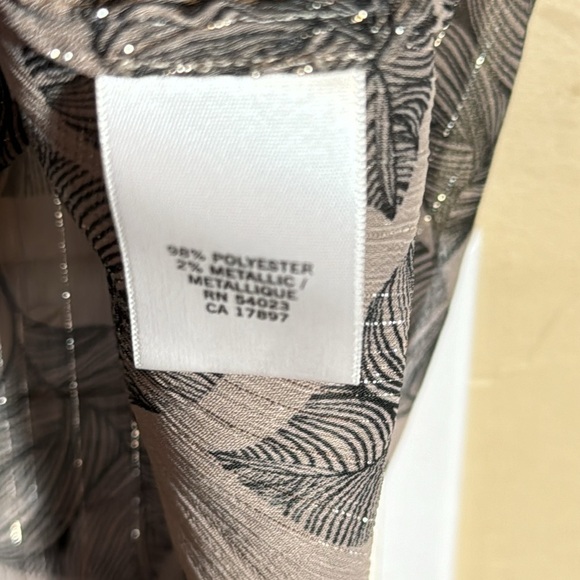 98% POLYESTER
2% METALLIC /
METALLIQUE
RN 54023
CA 17897